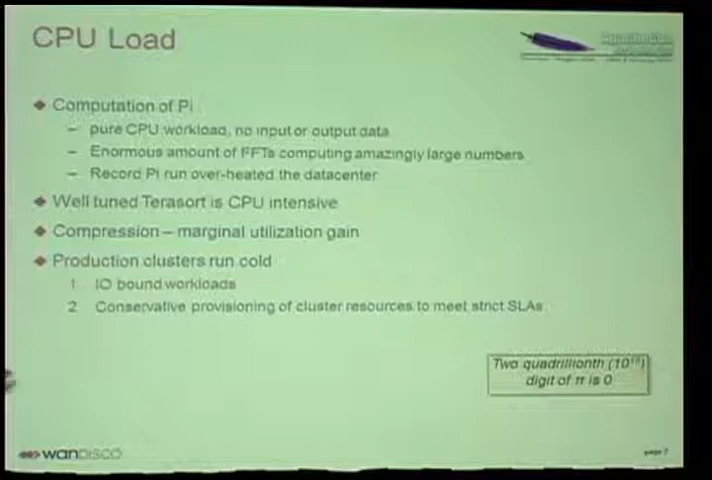 CPU Load
◆ Computation of Pi
– pure CPU workload, no input or output data
– Enormous amount of FFTs computing amazingly large numbers
– Record Pi run over-heated the datacenter
◆ Well tuned Terasort is CPU intensive
◆ Compression – marginal utilization gain
◆ Production clusters run cold
1 IO bound workloads
2 Conservative provisioning of cluster resources to meet strict SLAs
Two quadrillionth (10¹⁵)
digit of π is 0
WANDISCO
page 7